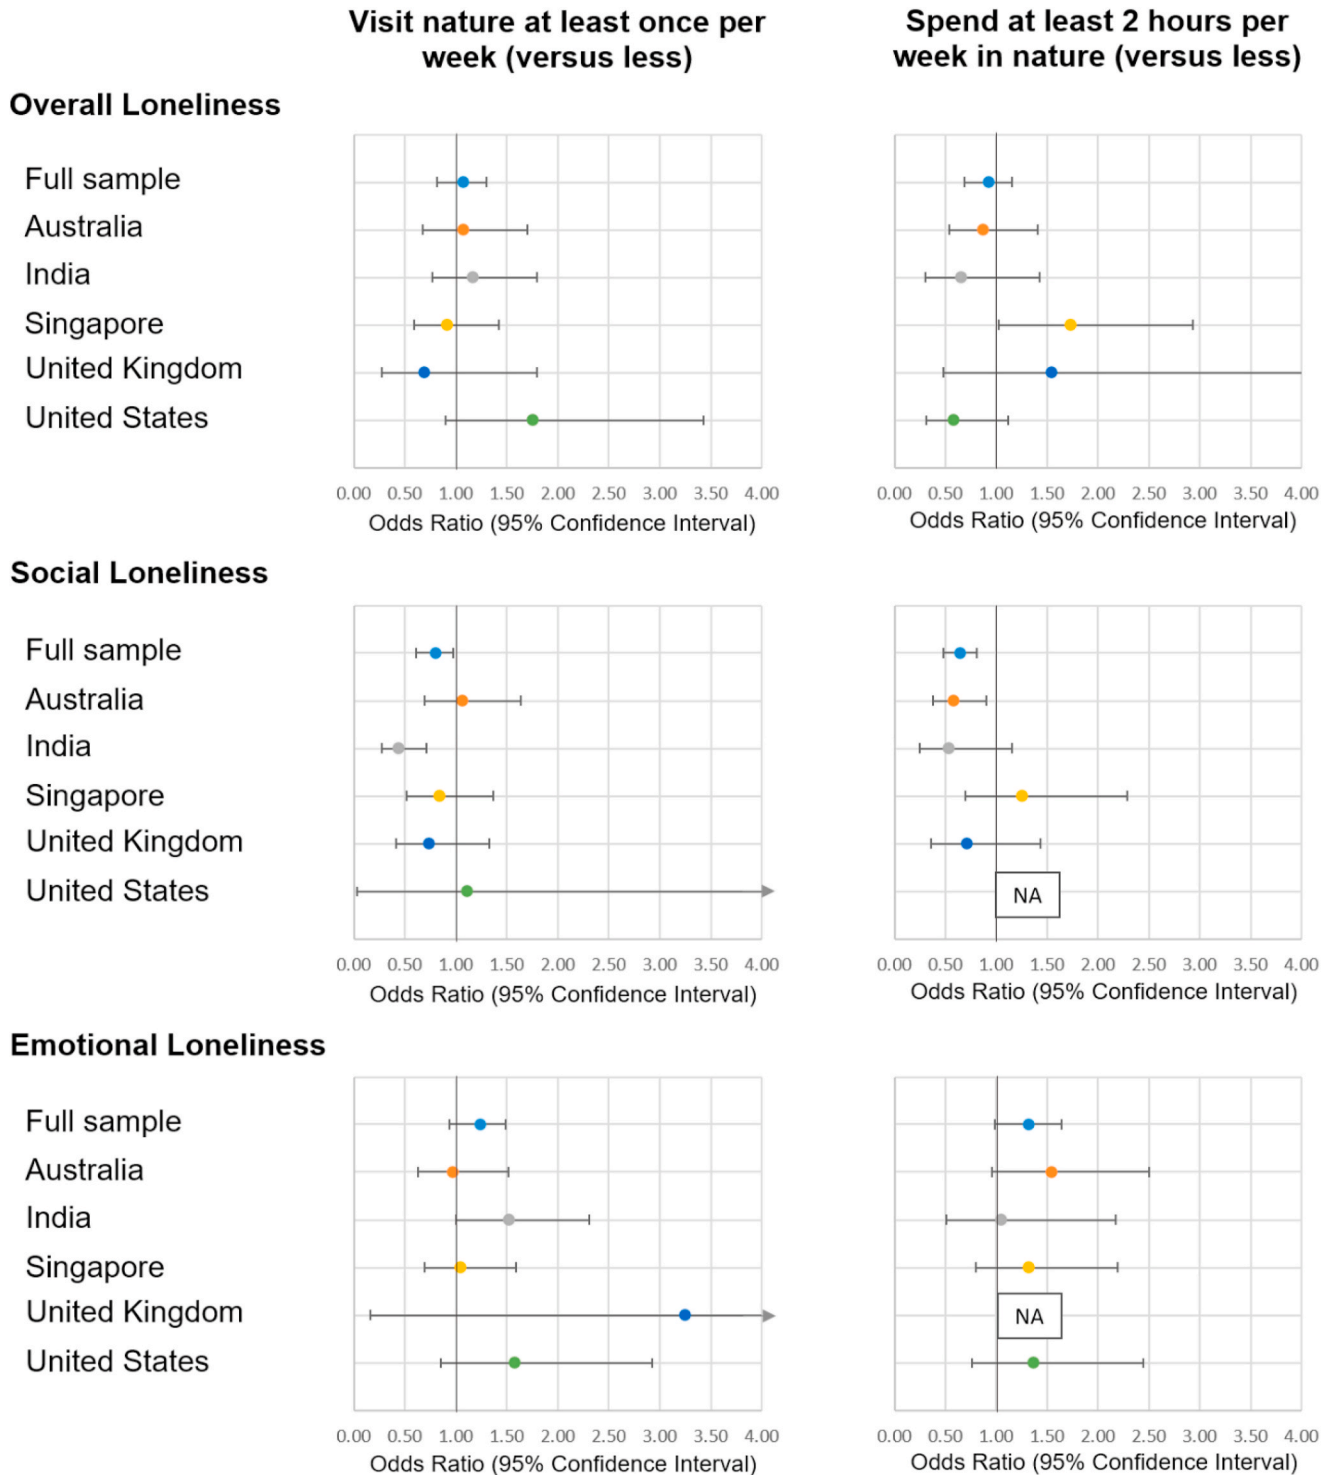 Visit nature at least once per
week (versus less)
Spend at least 2 hours per
week in nature (versus less)
Overall Loneliness
Full sample
Australia
India
Singapore
United Kingdom
United States
0.00 0.50 1.00 1.50 2.00 2.50 3.00 3.50 4.00
Odds Ratio (95% Confidence Interval)
0.00 0.50 1.00 1.50 2.00 2.50 3.00 3.50 4.00
Odds Ratio (95% Confidence Interval)
Social Loneliness
Full sample
Australia
India
Singapore
United Kingdom
United States
NA
0.00 0.50 1.00 1.50 2.00 2.50 3.00 3.50 4.00
Odds Ratio (95% Confidence Interval)
0.00 0.50 1.00 1.50 2.00 2.50 3.00 3.50 4.00
Odds Ratio (95% Confidence Interval)
Emotional Loneliness
Full sample
Australia
India
Singapore
United Kingdom
NA
United States
0.00 0.50 1.00 1.50 2.00 2.50 3.00 3.50 4.00
Odds Ratio (95% Confidence Interval)
0.00 0.50 1.00 1.50 2.00 2.50 3.00 3.50 4.00
Odds Ratio (95% Confidence Interval)